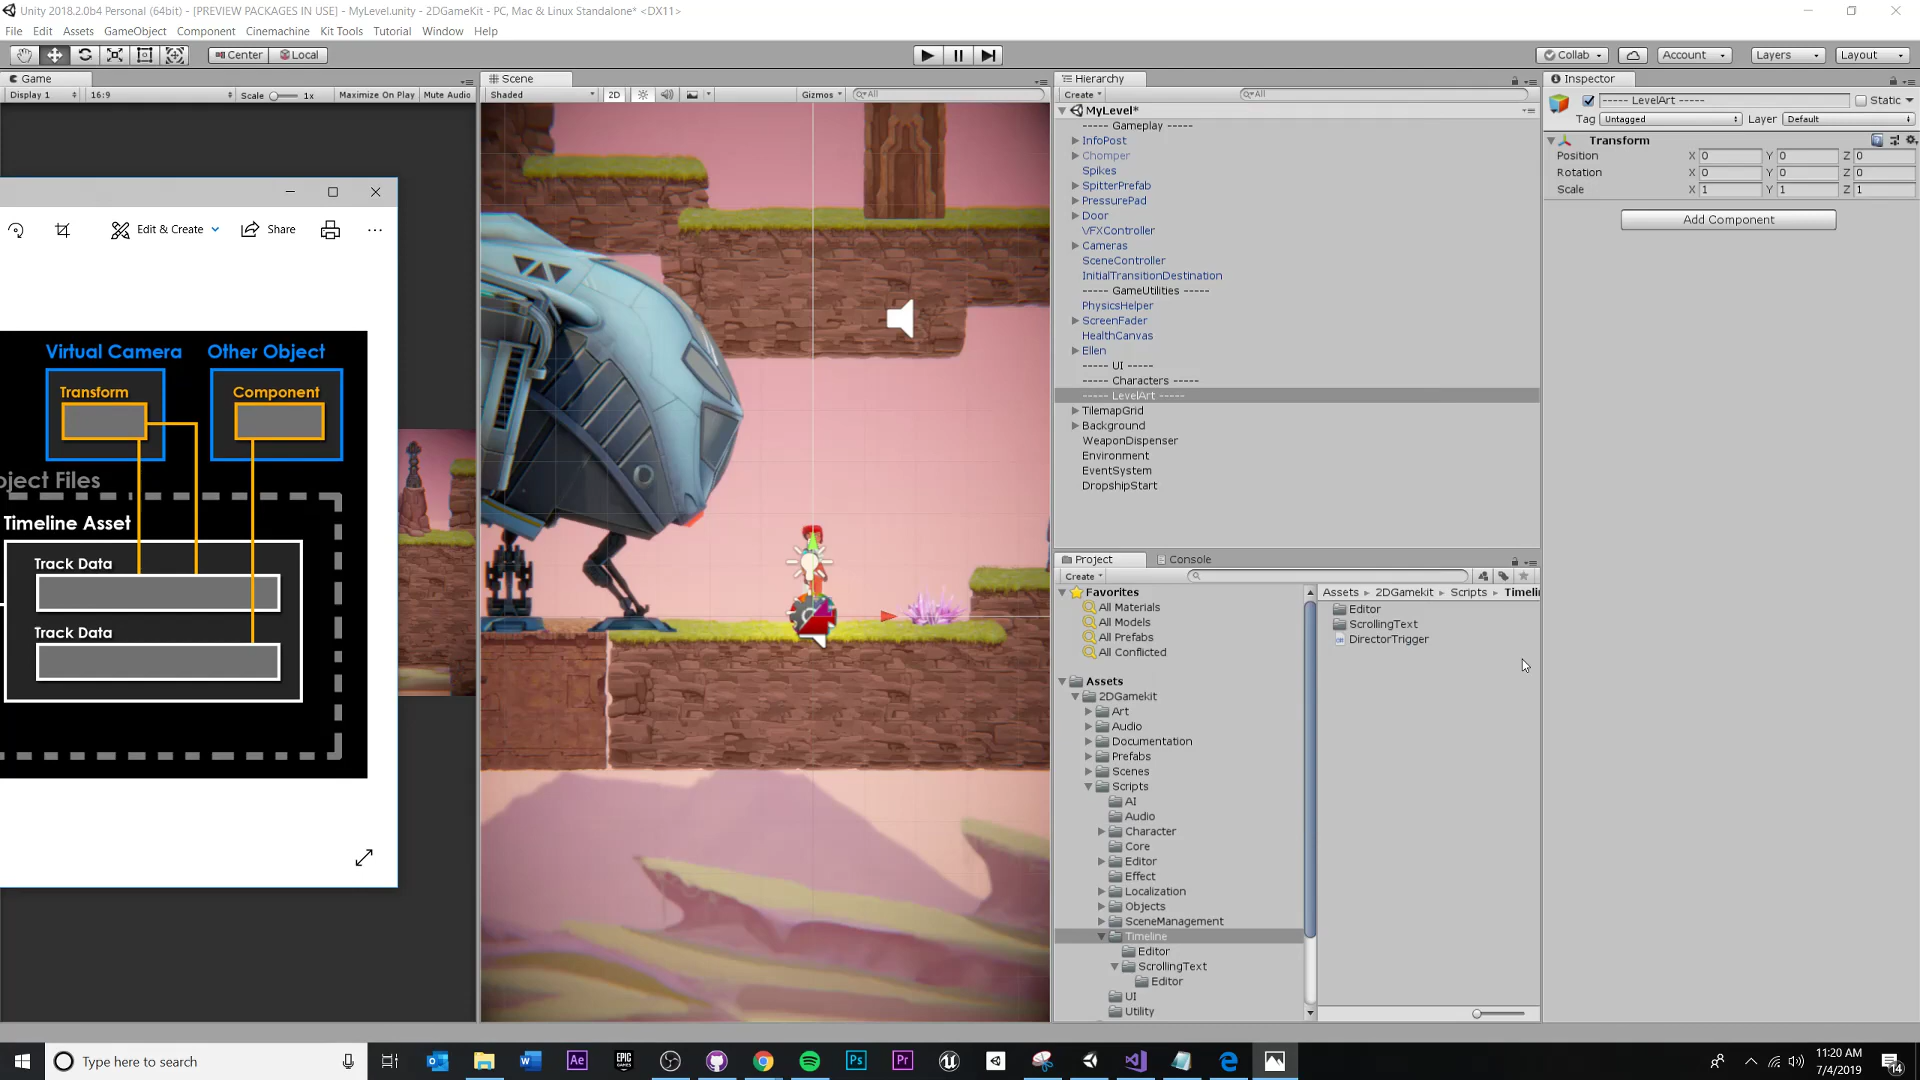 Unity 2018.2.0b4 Personal (64bit) - [PREVIEW PACKAGES IN USE] - MyLevel.unity - 2DGameKit - PC, Mac & Linux Standalone* <DX11>
File Edit Assets GameObject Component Cinemachine Kit Tools Tutorial Window Help
Center Local
Collab Account Layers Layout
Game
Display 1 16:9 Scale 1x Maximize On Play Mute Audio
Scene
Shaded 2D Gizmos All
Edit & Create Share
Virtual Camera Other Object
Transform Component
oject Files
Timeline Asset
Track Data
Track Data
Hierarchy
Create All
MyLevel*
----- Gameplay -----
InfoPost
Chomper
Spikes
SpitterPrefab
PressurePad
Door
VFXController
Cameras
SceneController
InitialTransitionDestination
----- GameUtilities -----
PhysicsHelper
ScreenFader
HealthCanvas
Ellen
----- UI -----
----- Characters -----
----- LevelArt -----
TilemapGrid
Background
WeaponDispenser
Environment
EventSystem
DropshipStart
Project Console
Create
Favorites
All Materials
All Models
All Prefabs
All Conflicted
Assets
2DGamekit
Art
Audio
Documentation
Prefabs
Scenes
Scripts
AI
Audio
Character
Core
Editor
Effect
Localization
Objects
SceneManagement
Timeline
Editor
ScrollingText
Editor
UI
Utility
Assets 2DGamekit Scripts Timelin
Editor
ScrollingText
DirectorTrigger
Inspector
----- LevelArt ----- Static
Tag Untagged Layer Default
Transform
Position X 0 Y 0 Z 0
Rotation X 0 Y 0 Z 0
Scale X 1 Y 1 Z 1
Add Component
Type here to search
Ae EPIC GAMES Ps Pr
11:20 AM
7/4/2019
14